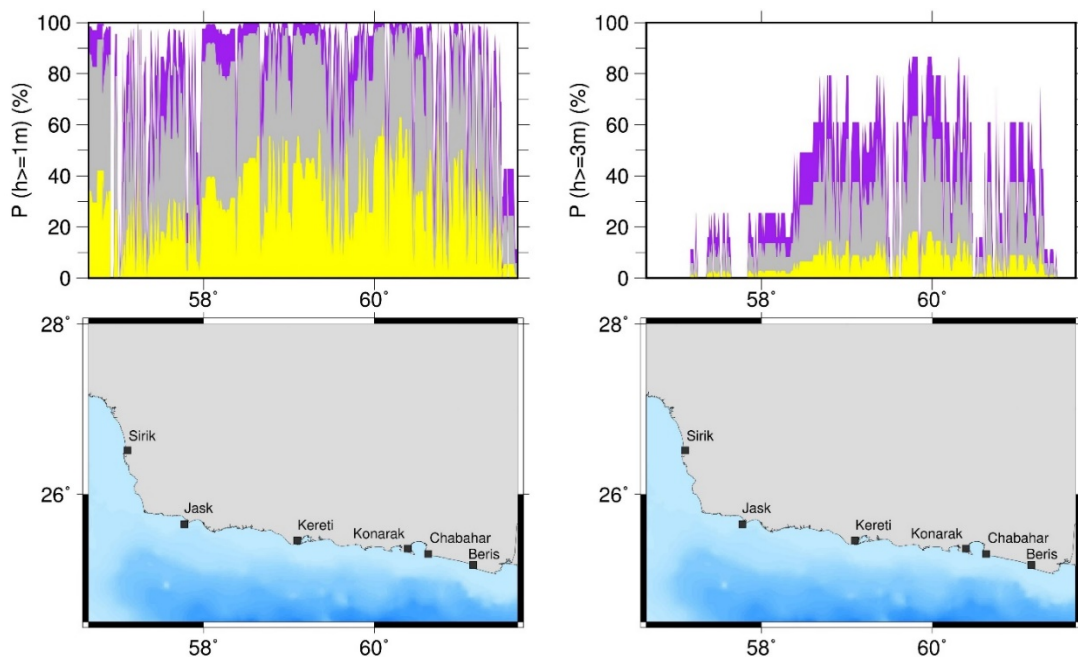 P (h>=1m) (%)
100
80
60
40
20
0
58°
60°
P (h>=3m) (%)
100
80
60
40
20
0
58°
60°
28°
26°
Sirik
Jask
Kereti
Konarak
Chabahar
Beris
58°
60°
28°
26°
Sirik
Jask
Kereti
Konarak
Chabahar
Beris
58°
60°